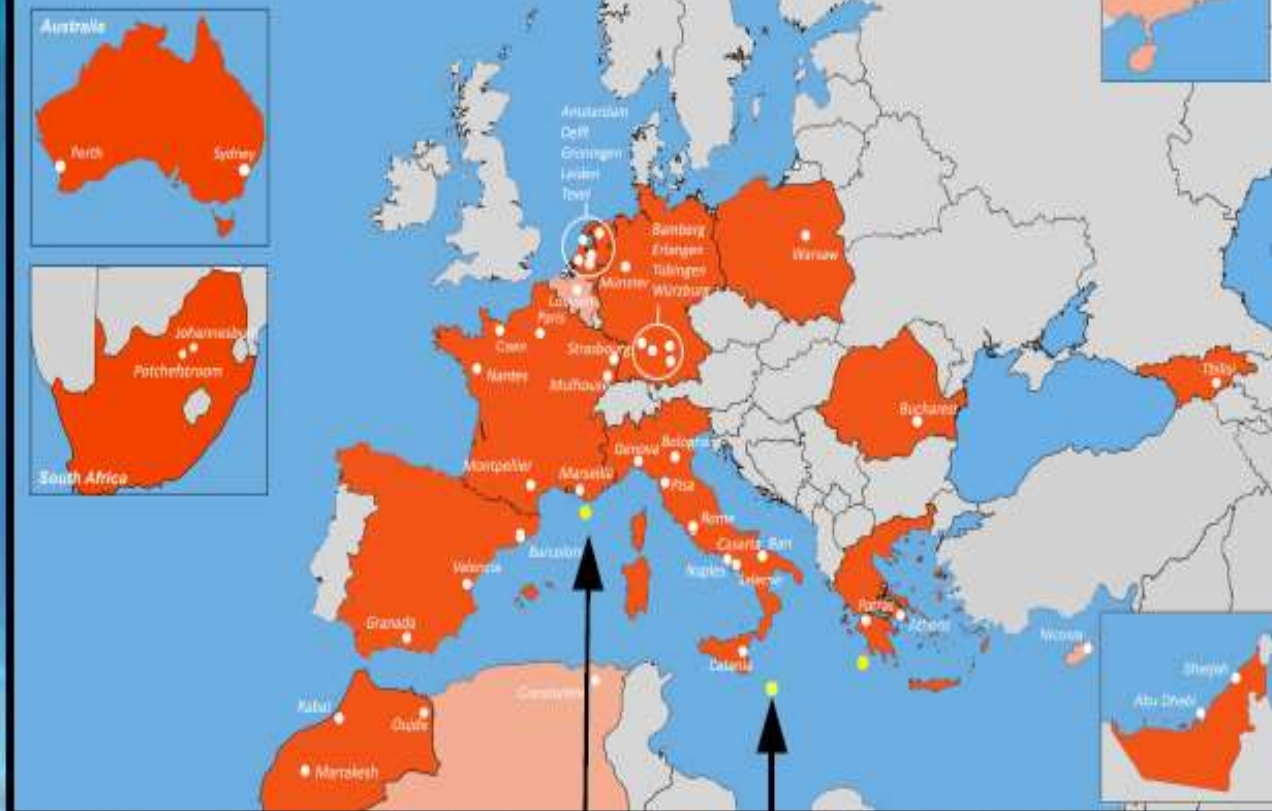 Australia
Perth
Sydney
South Africa
Johannesburg
Potchefstroom
Amsterdam
Delft
Groningen
Leiden
Texel
Bamberg
Erlangen
Tübingen
Würzburg
Münster
Louvain
Paris
Caen
Nantes
Strasbourg
Mulhouse
Warsaw
Bucharest
Tbilisi
Montpellier
Marseille
Genova
Bologna
Pisa
Rome
Caserta
Bari
Naples
Salerno
Barcelona
Valencia
Granada
Catania
Patras
Athens
Nicosia
Rabat
Oujda
Marrakesh
Constantine
Sharjah
Abu Dhabi